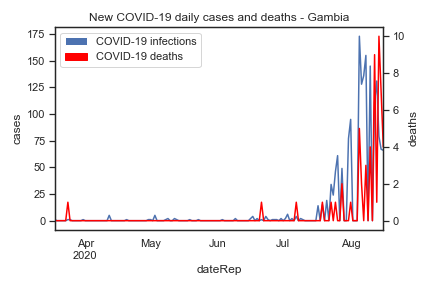 New COVID-19 daily cases and deaths - Gambia
COVID-19 infections
COVID-19 deaths
cases
175
150
125
100
75
50
25
0
deaths
10
8
6
4
2
0
Apr
2020
May
Jun
Jul
Aug
dateRep